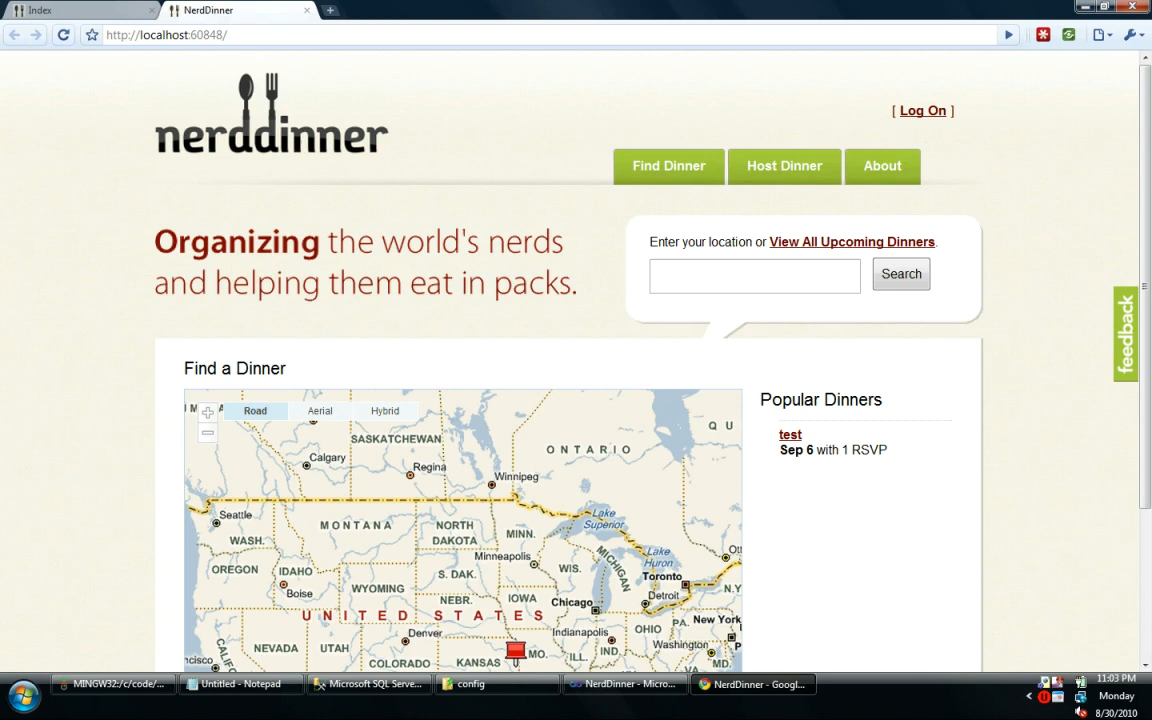 Index
NerdDinner
http://localhost:60848/
nerddinner
[ Log On ]
Find Dinner
Host Dinner
About
Organizing the world's nerds
and helping them eat in packs.
Enter your location or View All Upcoming Dinners.
Search
feedback
Find a Dinner
Popular Dinners
test
Sep 6 with 1 RSVP
Road
Aerial
Hybrid
SASKATCHEWAN
Calgary
Regina
Winnipeg
ONTARIO
QU
Seattle
WASH.
MONTANA
NORTH
DAKOTA
MINN.
Lake
Superior
Minneapolis
MICHIGAN
Lake
Huron
OREGON
IDAHO
Boise
S. DAK.
WIS.
Toronto
WYOMING
NEBR.
IOWA
Chicago
Detroit
N.Y
UNITED STATES
Indianapolis
OHIO
PA.
New York
NEVADA
UTAH
Denver
COLORADO
KANSAS
MO.
ILL.
IND.
Washington
MD.
ncisco
CALIF
MINGW32:/c/code/...
Untitled - Notepad
Microsoft SQL Serve...
config
NerdDinner - Micro...
NerdDinner - Googl...
11:03 PM
Monday
8/30/2010